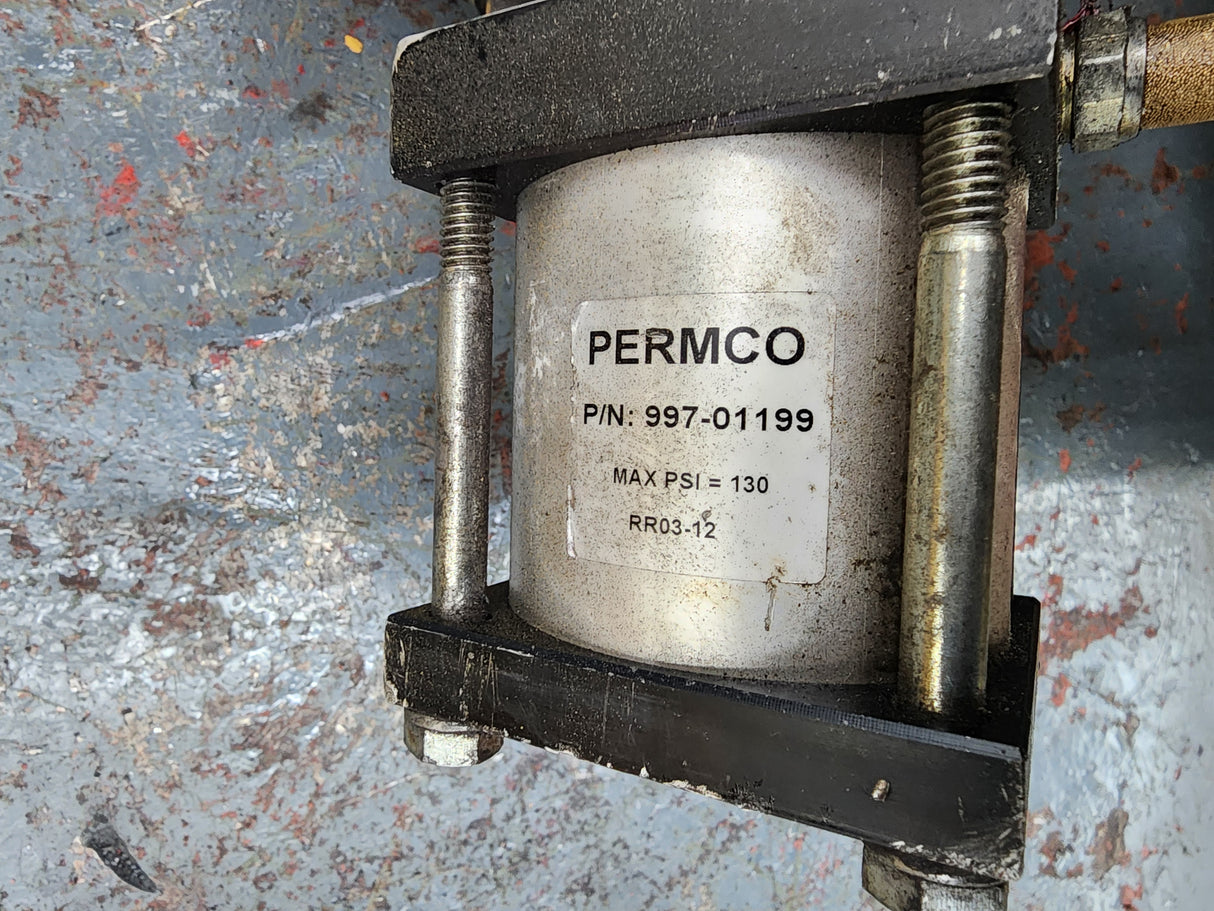 PERMCO
P/N: 997-01199
MAX PSI = 130
RR03-12